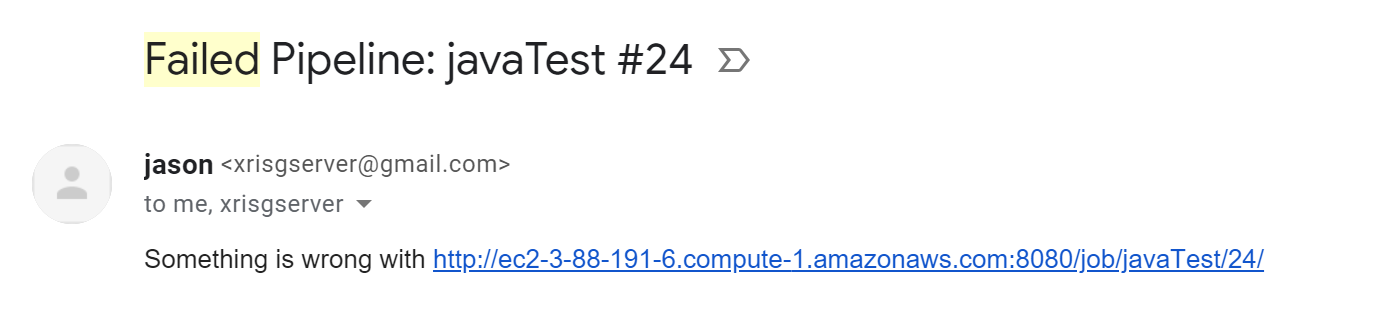 Failed Pipeline: javaTest #24
jason <xrisgserver@gmail.com>
to me, xrisgserver
Something is wrong with http://ec2-3-88-191-6.compute-1.amazonaws.com:8080/job/javaTest/24/